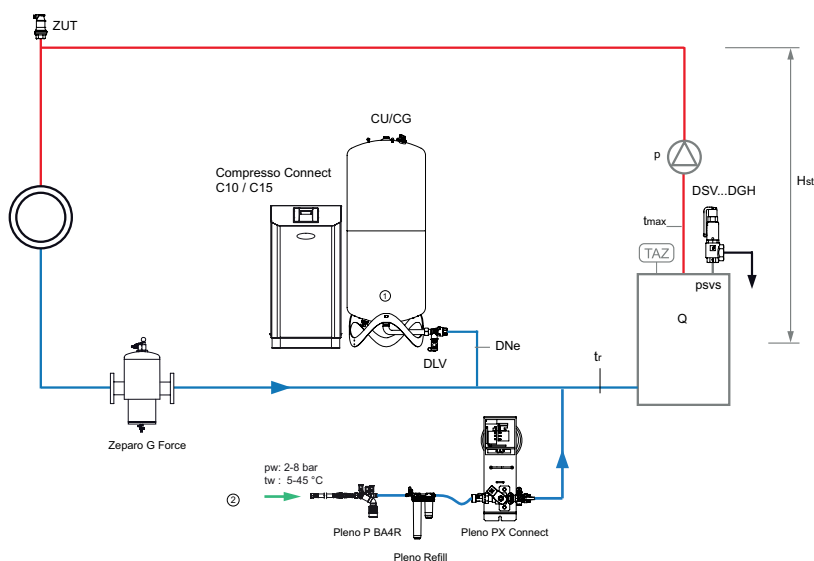 ZUT
CU/CG
Compresso Connect
C10 / C15
p
Hst
DSV...DGH
tmax
TAZ
psvs
①
Q
DNe
DLV
tr
Zeparo G Force
pw: 2-8 bar
tw : 5-45 °C
②
Pleno P BA4R
Pleno PX Connect
Pleno Refill